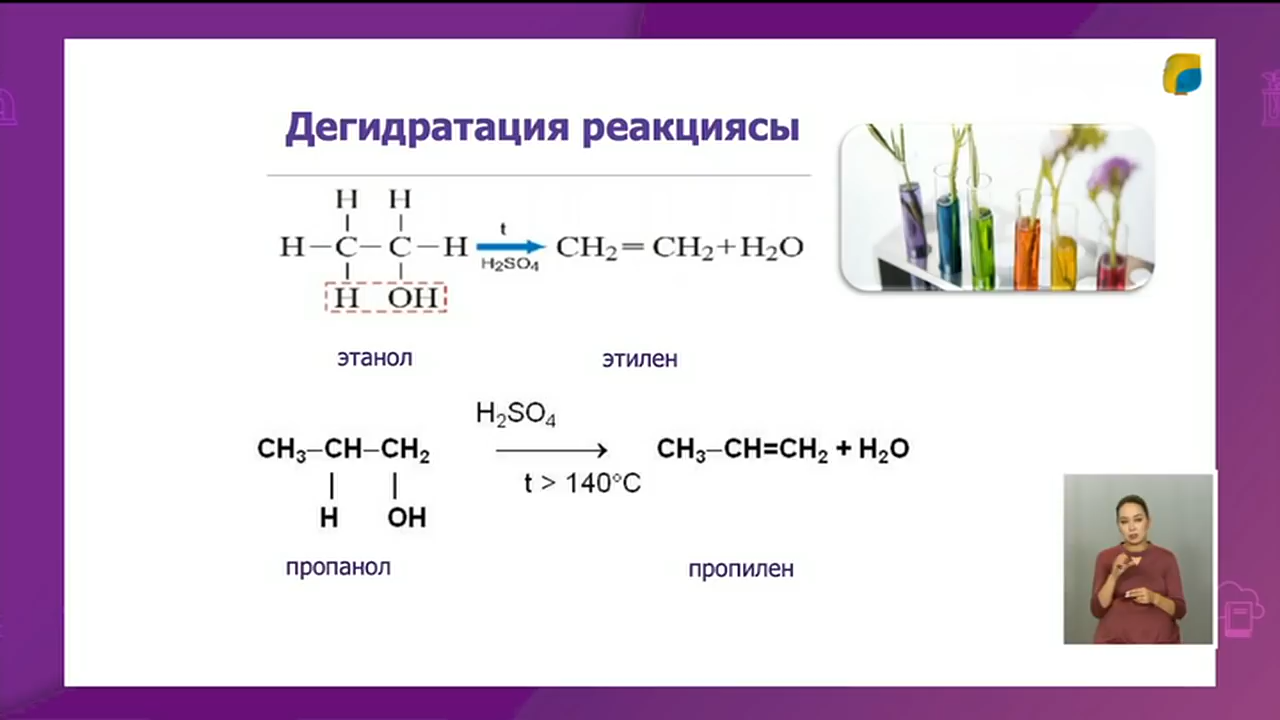 Дегидратация реакциясы
H H
H–C–C–H t H₂SO₄ CH₂=CH₂+H₂O
H OH
этанол этилен
H₂SO₄
CH₃–CH–CH₂ CH₃–CH=CH₂ + H₂O
t > 140°C
H OH
пропанол пропилен